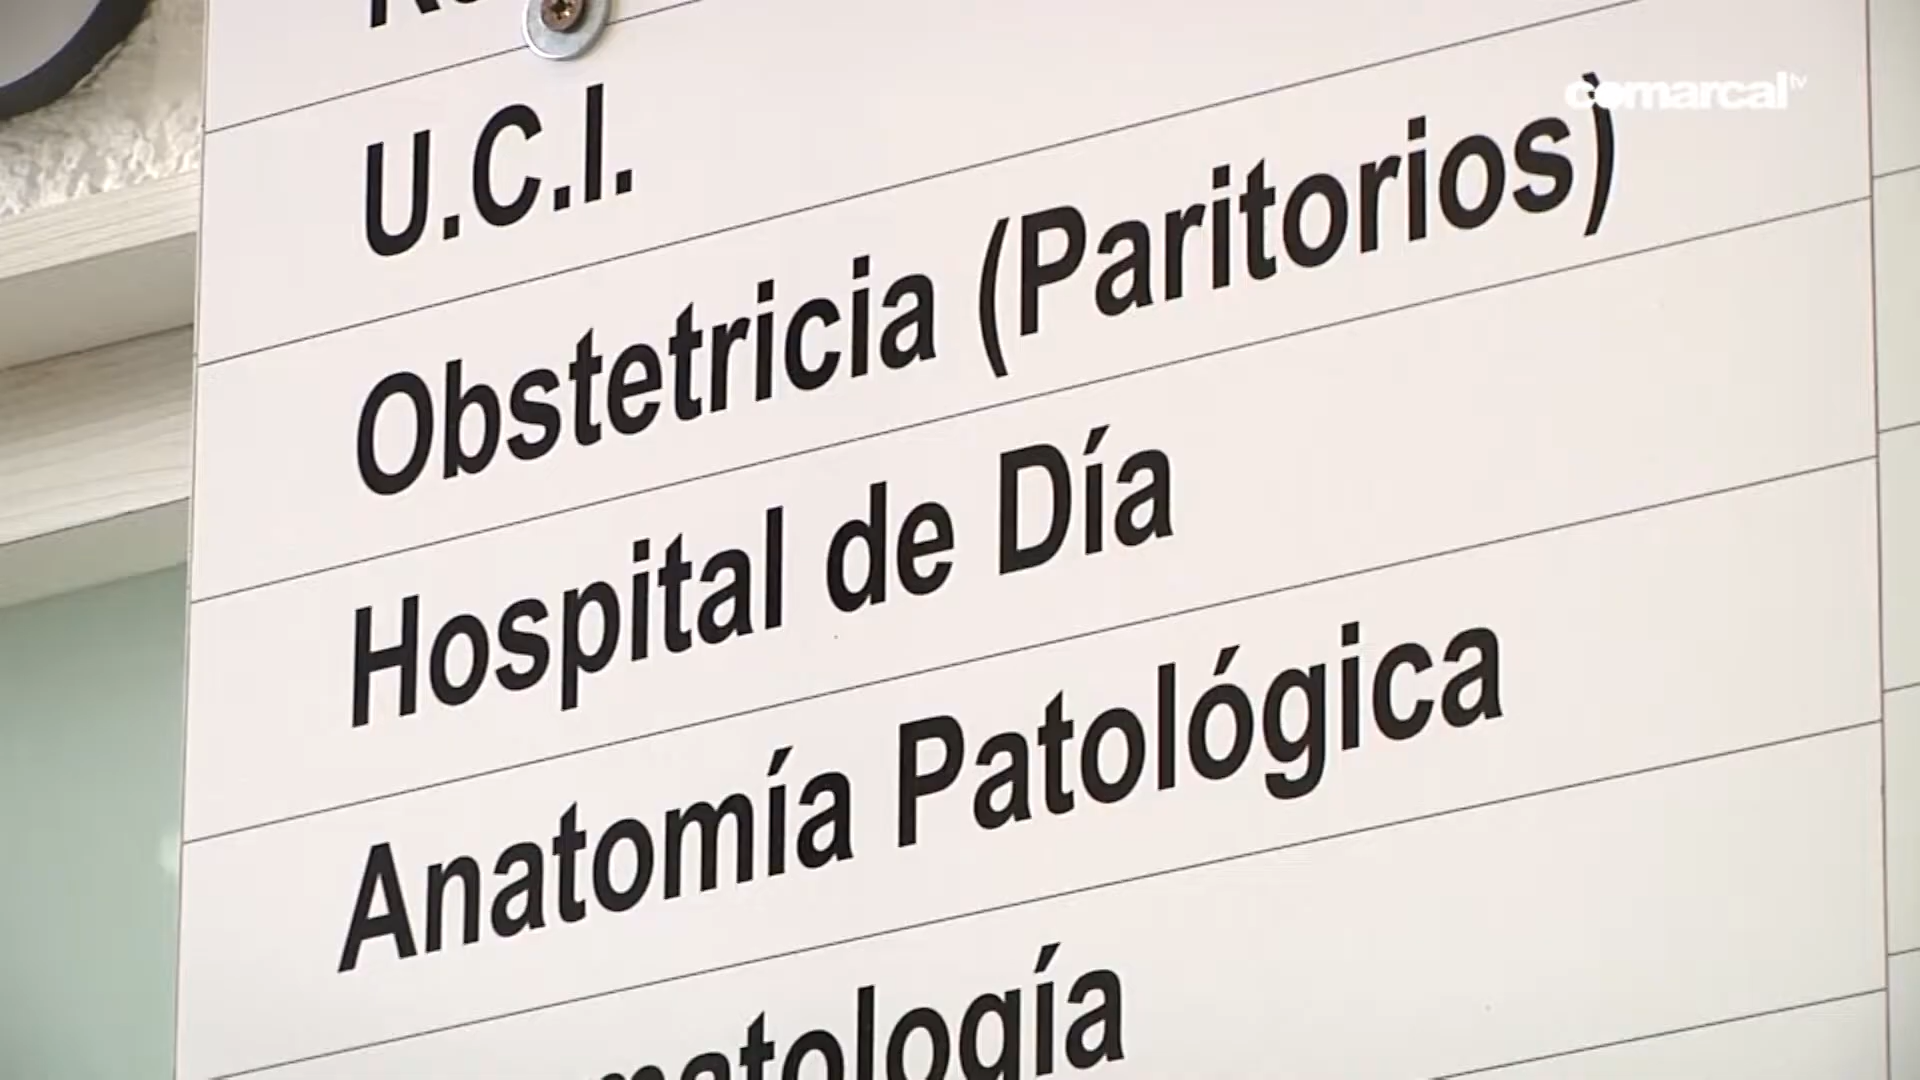 comarcal tv
U.C.I.
Obstetricia (Paritorios)
Hospital de Día
Anatomía Patológica